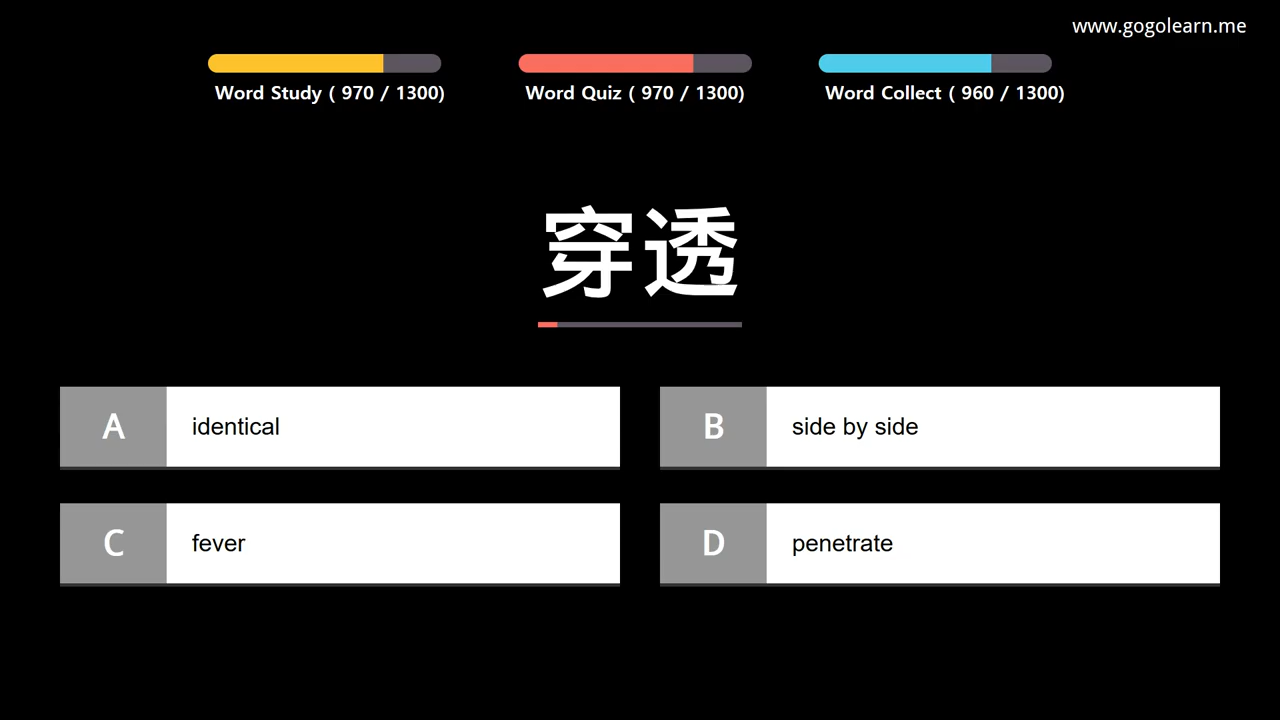 www.gogolearn.me
Word Study ( 970 / 1300)
Word Quiz ( 970 / 1300)
Word Collect ( 960 / 1300)
穿透
A identical
B side by side
C fever
D penetrate